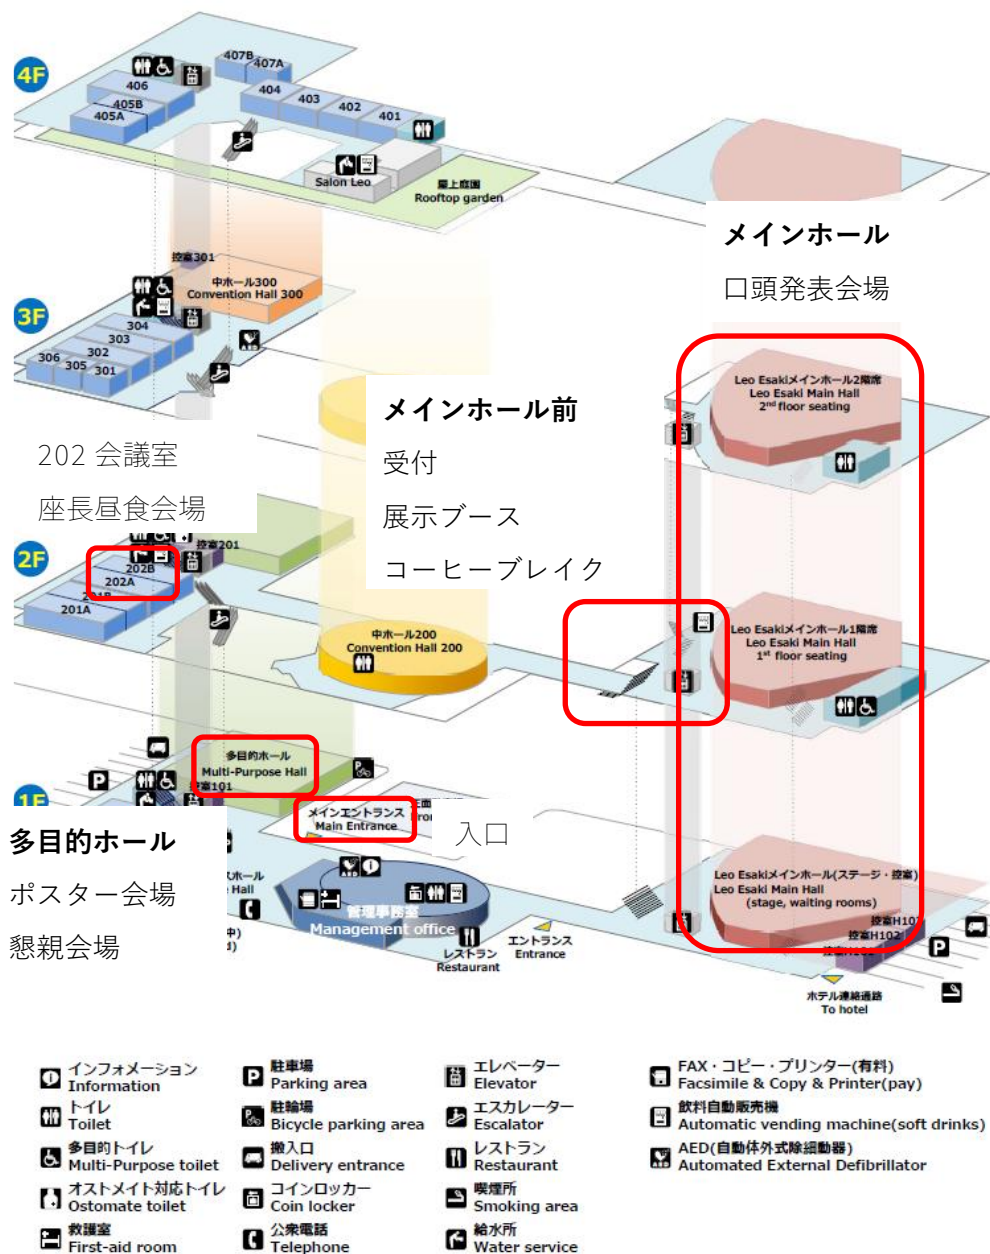 4F
407B
407A
406
405B
405A
404
403
402
401
Salon Leo
屋上庭園
Rooftop garden
メインホール
口頭発表会場
控室301
中ホール300
Convention Hall 300
3F
304
303
302
301
306
305
Leo Esakiメインホール2階席
Leo Esaki Main Hall
2nd floor seating
メインホール前
受付
展示ブース
コーヒーブレイク
202 会議室
座長昼食会場
2F
控室201
202B
202A
201B
201A
中ホール200
Convention Hall 200
Leo Esakiメインホール1階席
Leo Esaki Main Hall
1st floor seating
多目的ホール
Multi-Purpose Hall
控室101
1F
メインエントランス
Main Entrance
入口
多目的ホール
ポスター会場
懇親会場
AED
管理事務室
Management office
レストラン
Restaurant
エントランス
Entrance
Leo Esakiメインホール(ステージ・控室)
Leo Esaki Main Hall
(stage, waiting rooms)
控室H102
ホテル連絡通路
To hotel
インフォメーション
Information
トイレ
Toilet
多目的トイレ
Multi-Purpose toilet
オストメイト対応トイレ
Ostomate toilet
救護室
First-aid room
駐車場
Parking area
駐輪場
Bicycle parking area
搬入口
Delivery entrance
コインロッカー
Coin locker
公衆電話
Telephone
エレベーター
Elevator
エスカレーター
Escalator
レストラン
Restaurant
喫煙所
Smoking area
給水所
Water service
FAX・コピー・プリンター(有料)
Facsimile & Copy & Printer(pay)
飲料自動販売機
Automatic vending machine(soft drinks)
AED(自動体外式除細動器)
Automated External Defibrillator